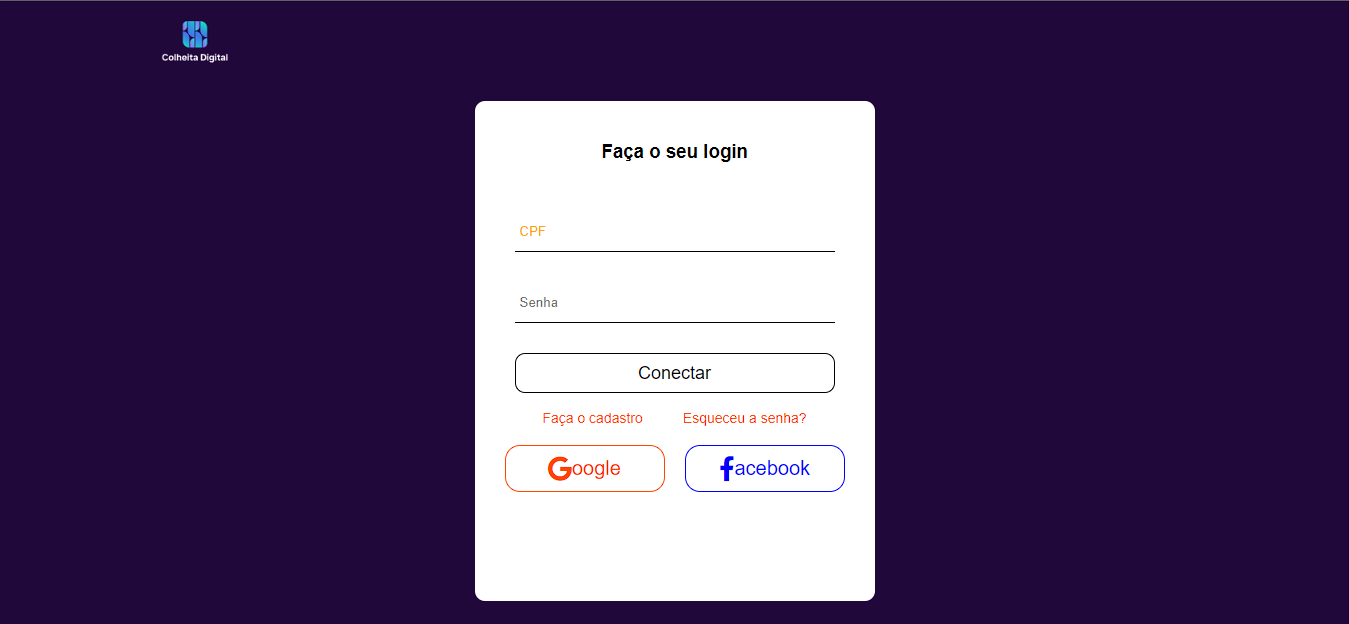 Colheita Digital
Faça o seu login
CPF
Senha
Conectar
Faça o cadastro Esqueceu a senha?
Google Facebook